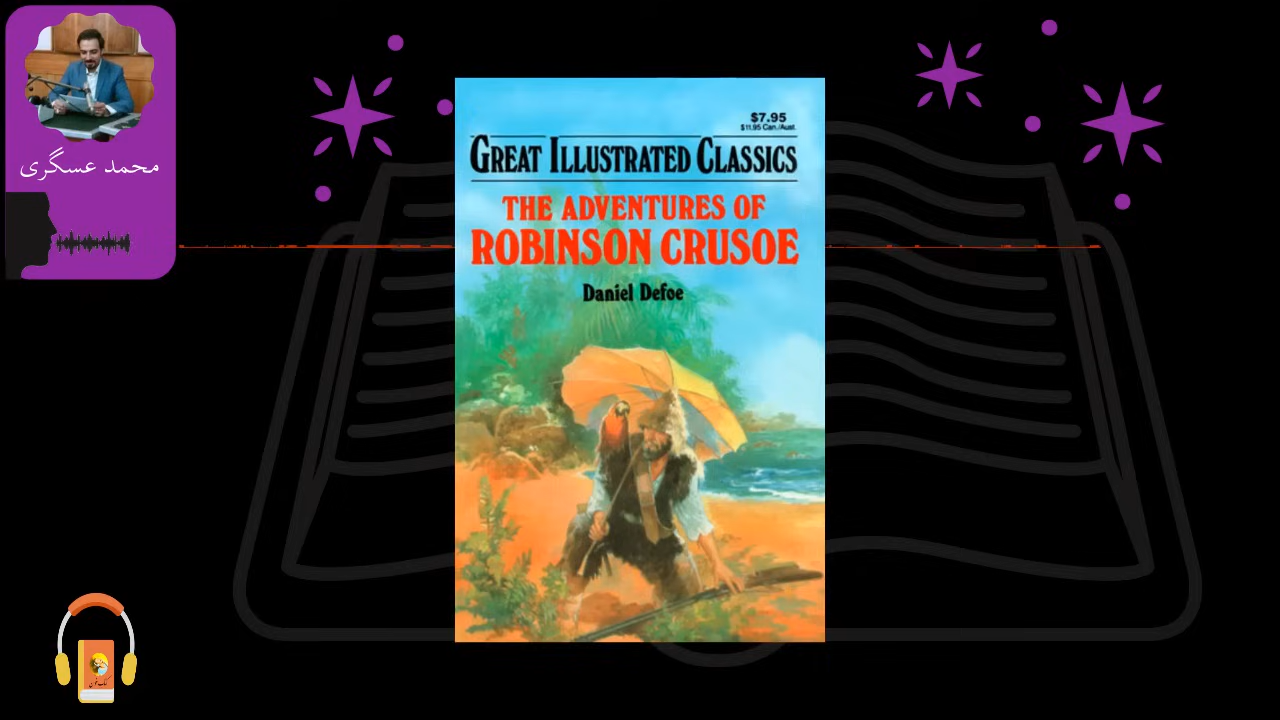 محمد عسگری
$7.95
$11.95 Can./Aust.
GREAT ILLUSTRATED CLASSICS
THE ADVENTURES OF
ROBINSON CRUSOE
Daniel Defoe